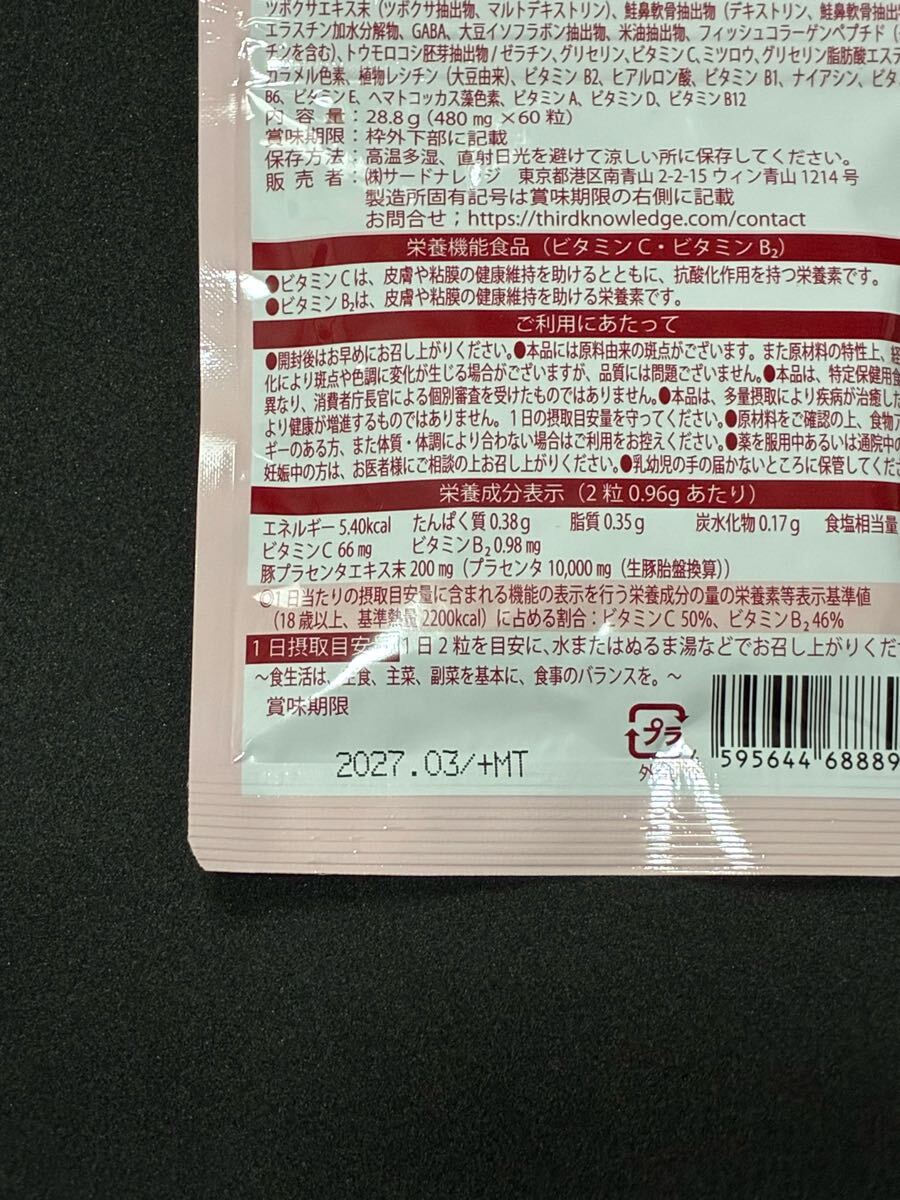 ツボクサエキス末（ツボクサ抽出物、マルトデキストリン）、鮭鼻軟骨抽出物（デキストリン、鮭鼻軟骨抽出
エラスチン加水分解物、GABA、大豆イソフラボン抽出物、米油抽出物、フィッシュコラーゲンペプチド（
チンを含む）、トウモロコシ胚芽抽出物 / ゼラチン、グリセリン、ビタミンC、ミツロウ、グリセリン脂肪酸エステ
カラメル色素、植物レシチン（大豆由来）、ビタミン B2、ヒアルロン酸、ビタミン B1、ナイアシン、ビタ
B6、ビタミン E、ヘマトコッカス藻色素、ビタミン A、ビタミン D、ビタミン B12
内容量：28.8g（480 mg ×60 粒）
賞味期限：枠外下部に記載
保存方法：高温多湿、直射日光を避けて涼しい所に保存してください。
販売者：㈱サードナレッジ 東京都港区南青山 2-2-15 ウィン青山 1214 号
製造所固有記号は賞味期限の右側に記載
お問合せ；https://thirdknowledge.com/contact
栄養機能食品（ビタミン C・ビタミン B₂）
●ビタミン Cは、皮膚や粘膜の健康維持を助けるとともに、抗酸化作用を持つ栄養素です。
●ビタミン B₂は、皮膚や粘膜の健康維持を助ける栄養素です。
ご利用にあたって
●開封後はお早めにお召し上がりください。●本品には原料由来の斑点がございます。また原材料の特性上、経
化により斑点や色調に変化が生じる場合がございますが、品質には問題ございません。●本品は、特定保健用食
異なり、消費者庁長官による個別審査を受けたものではありません。●本品は、多量摂取により疾病が治癒した
より健康が増進するものではありません。1日の摂取目安量を守ってください。●原材料をご確認の上、食物ア
ギーのある方、また体質・体調により合わない場合はご利用をお控えください。●薬を服用中あるいは通院中の
妊娠中の方は、お医者様にご相談の上お召し上がりください。●乳幼児の手の届かないところに保管してくださ
栄養成分表示（2 粒 0.96g あたり）
エネルギー 5.40kcal たんぱく質 0.38g 脂質 0.35g 炭水化物 0.17g 食塩相当量
ビタミン C 66 mg ビタミン B₂ 0.98 mg
豚プラセンタエキス末 200 mg（プラセンタ 10,000 mg（生豚胎盤換算））
◎1日当たりの摂取目安量に含まれる機能の表示を行う栄養成分の量の栄養素等表示基準値
（18 歳以上、基準熱量 2200kcal）に占める割合：ビタミン C 50%、ビタミン B₂ 46%
1日摂取目安量 1日 2 粒を目安に、水またはぬるま湯などでお召し上がりくださ
～食生活は、主食、主菜、副菜を基本に、食事のバランスを。～
賞味期限
プラ
2027.03/+MT
外
4 595644 68889